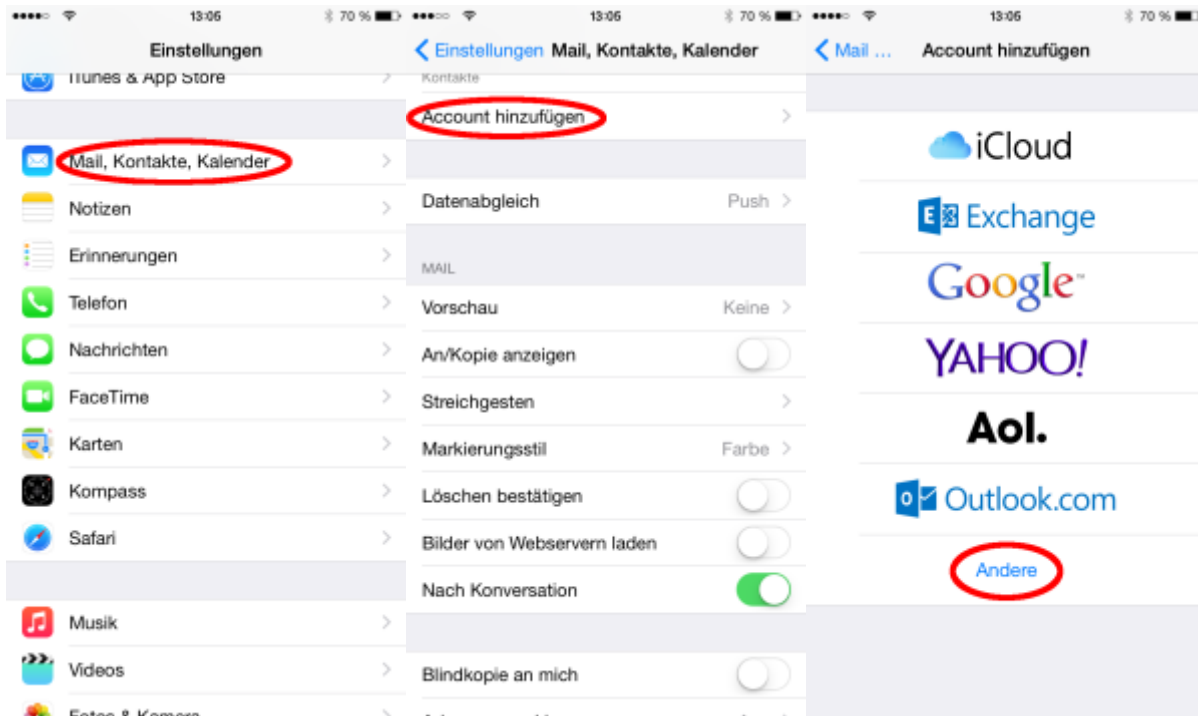 13:06
70 %
Einstellungen
iTunes & App Store
Mail, Kontakte, Kalender
Notizen
Erinnerungen
Telefon
Nachrichten
FaceTime
Karten
Kompass
Safari
Musik
Videos
Fotos & Kamera
13:06
70 %
Einstellungen Mail, Kontakte, Kalender
Kontakte
Account hinzufügen
Datenabgleich Push
MAIL
Vorschau Keine
An/Kopie anzeigen
Streichgesten
Markierungsstil Farbe
Löschen bestätigen
Bilder von Webservern laden
Nach Konversation
Blindkopie an mich
13:06
70 %
Mail ... Account hinzufügen
iCloud
Exchange
Google
YAHOO!
Aol.
Outlook.com
Andere